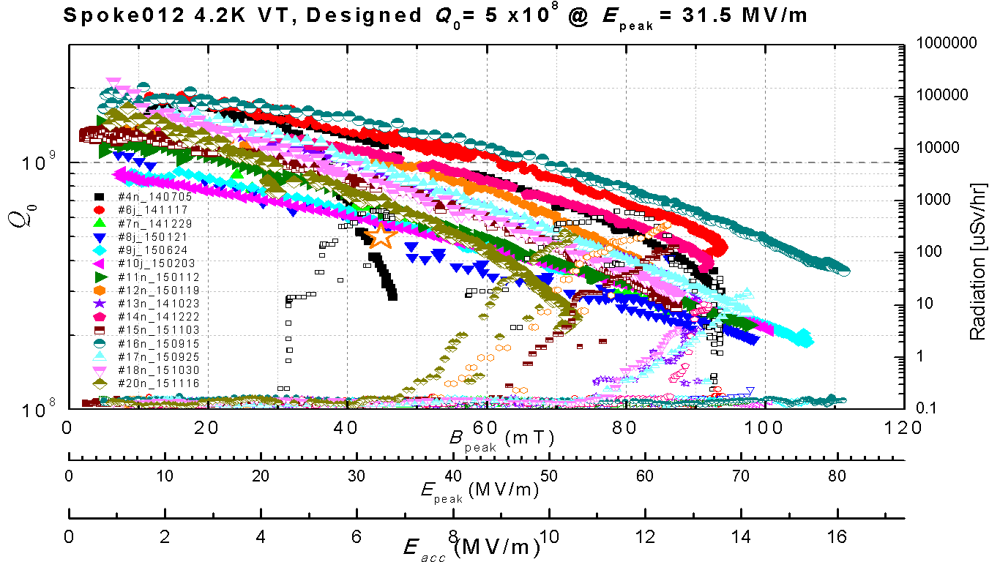 Spoke012 4.2K VT, Designed Q0= 5 x10^8 @ Epeak = 31.5 MV/m
Q0
10^9
10^8
#4n_140705
#6j_141117
#7n_141229
#8j_150121
#9j_150624
#10j_150203
#11n_150112
#12n_150119
#13n_141023
#14n_141222
#15n_151103
#16n_150915
#17n_150825
#18n_151030
#20n_151116
1000000
100000
10000
1000
100
10
1
0.1
Radiation [uSv/hr]
0 20 40 60 80 100 120
Bpeak (mT)
0 10 20 30 40 50 60 70 80
Epeak (MV/m)
0 2 4 6 8 10 12 14 16
Eacc (MV/m)